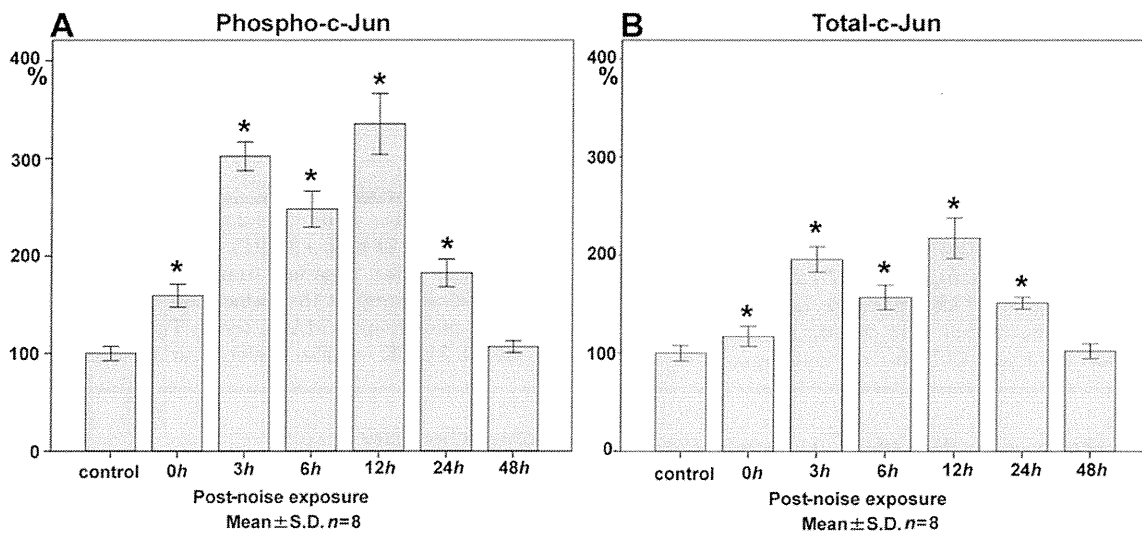 A Phospho-c-Jun
400
%
300
200
100
0
* * * * *
control 0h 3h 6h 12h 24h 48h
Post-noise exposure
Mean±S.D. n=8
B Total-c-Jun
400
%
300
200
100
0
* * * * *
control 0h 3h 6h 12h 24h 48h
Post-noise exposure
Mean±S.D. n=8